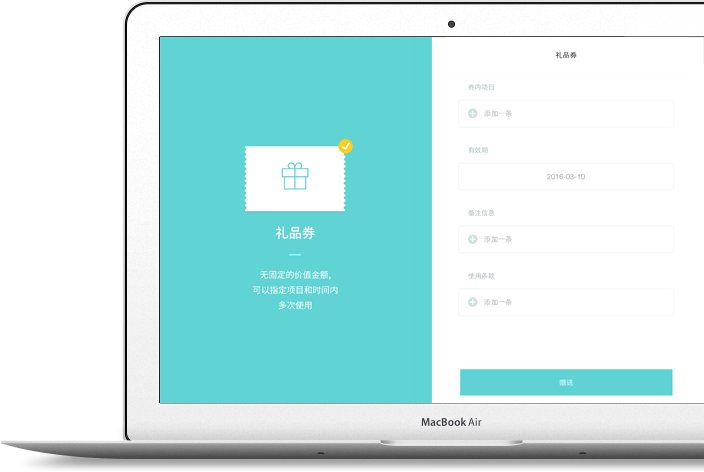 礼品券
无固定的价值金额,
可以指定项目和时间内
多次使用
礼品券
券内项目
添加一条
有效期
2016-03-10
备注信息
添加一条
使用条款
添加一条
赠送
MacBook Air